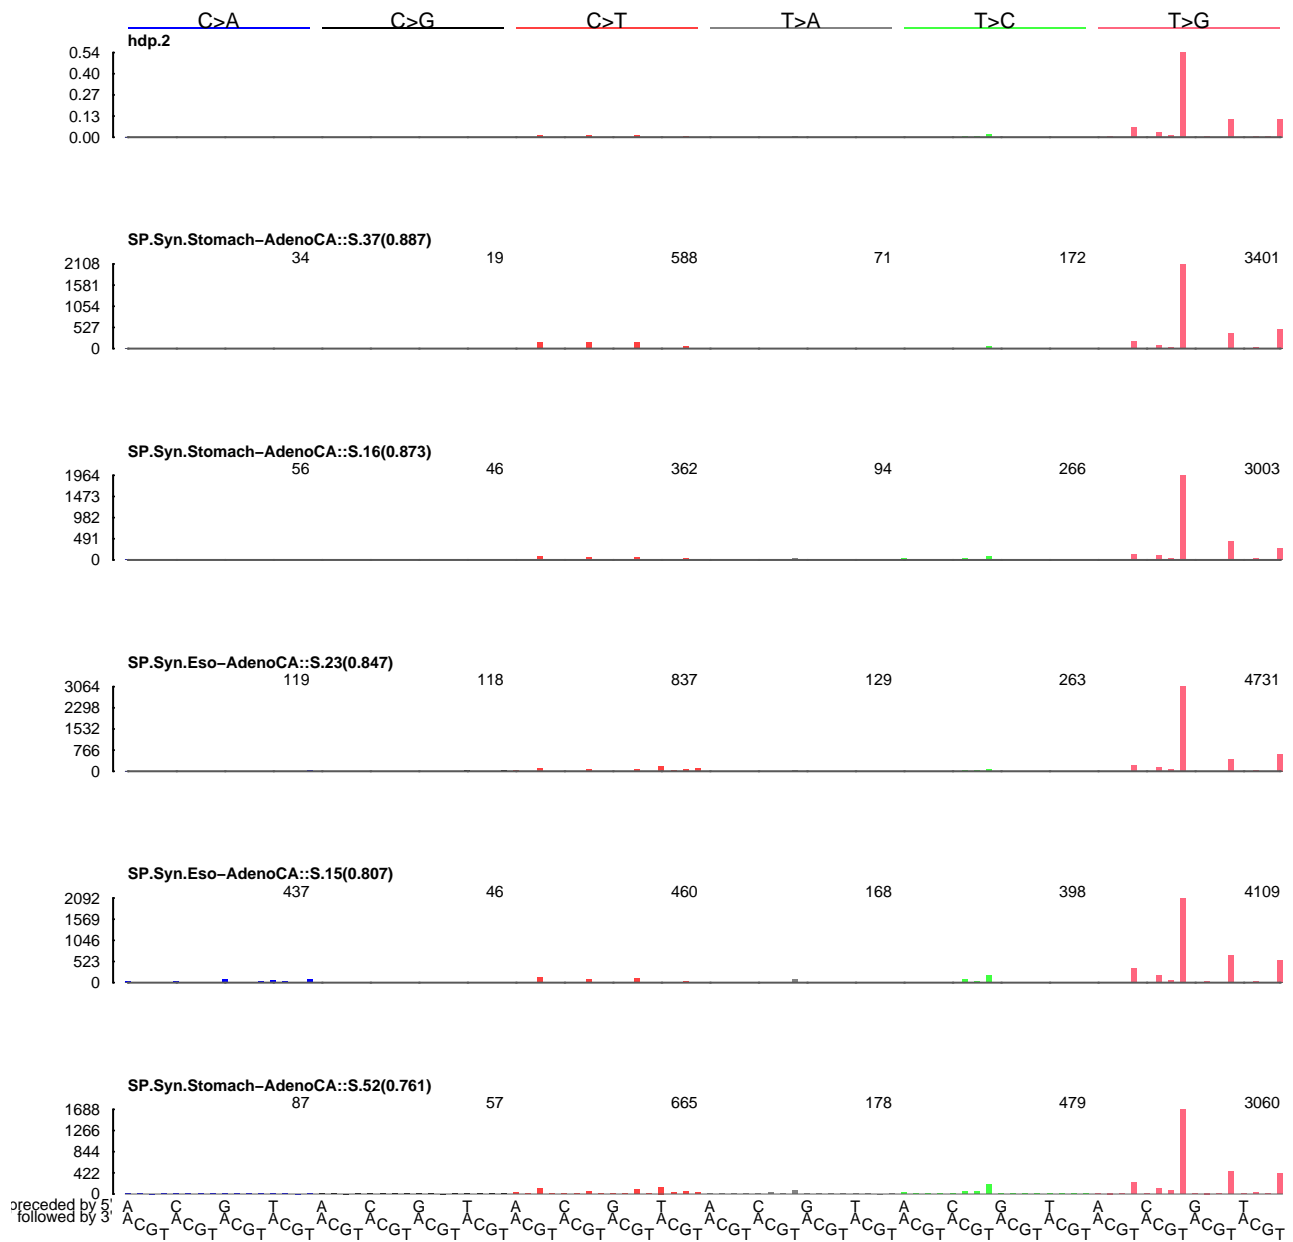 C>A C>G C>T T>A T>C T>G
hdp.2
0.54
0.40
0.27
0.13
0.00
SP.Syn.Stomach−AdenoCA::S.37(0.887)
34 19 588 71 172 3401
2108
1581
1054
527
0
SP.Syn.Stomach−AdenoCA::S.16(0.873)
56 46 362 94 266 3003
1964
1473
982
491
0
SP.Syn.Eso−AdenoCA::S.23(0.847)
119 118 837 129 263 4731
3064
2298
1532
766
0
SP.Syn.Eso−AdenoCA::S.15(0.807)
437 46 460 168 398 4109
2092
1569
1046
523
0
SP.Syn.Stomach−AdenoCA::S.52(0.761)
87 57 665 178 479 3060
1688
1266
844
422
0
preceded by 5' A C G T A C G T A C G T A C G T A C G T A C G T
followed by 3' A C G T A C G T A C G T A C G T A C G T A C G T A C G T A C G T A C G T A C G T A C G T A C G T A C G T A C G T A C G T A C G T A C G T A C G T A C G T A C G T A C G T A C G T A C G T A C G T